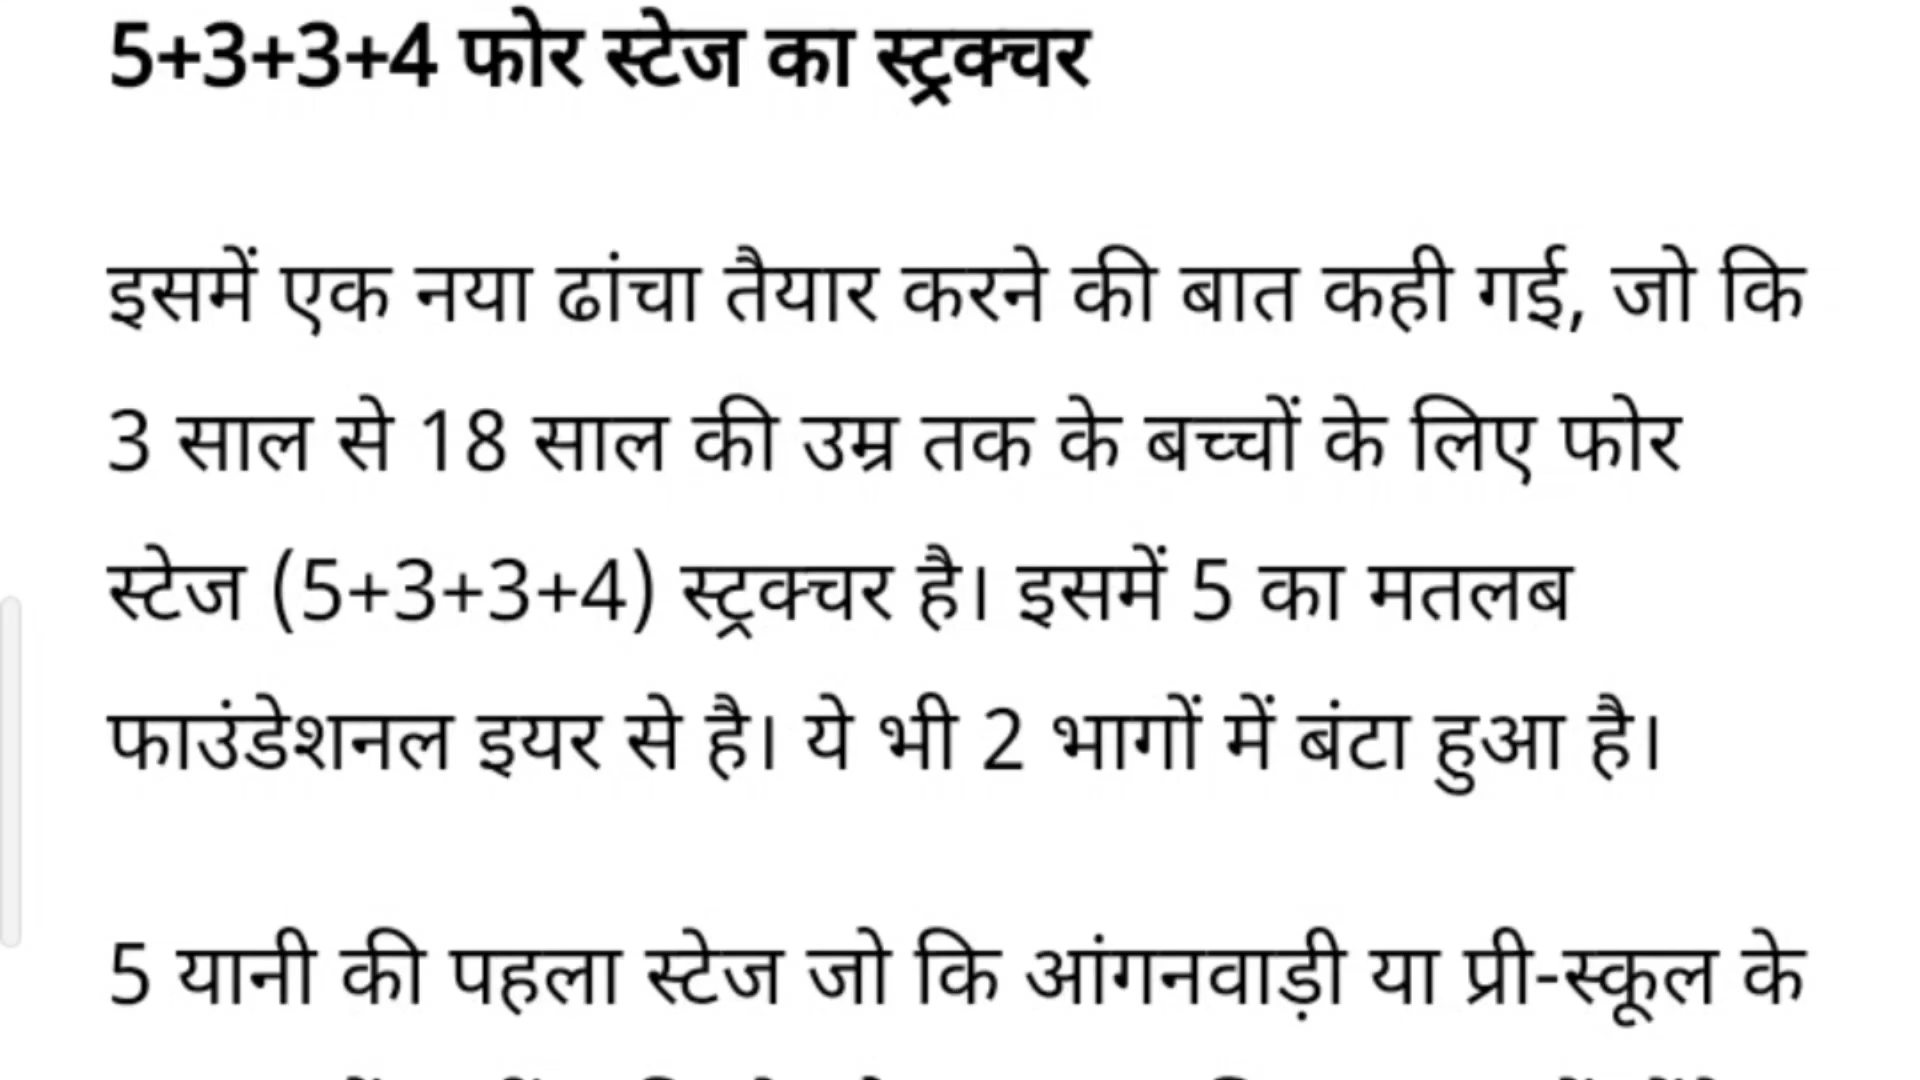 5+3+3+4 फोर स्टेज का स्ट्रक्चर
इसमें एक नया ढांचा तैयार करने की बात कही गई, जो कि
3 साल से 18 साल की उम्र तक के बच्चों के लिए फोर
स्टेज (5+3+3+4) स्ट्रक्चर है। इसमें 5 का मतलब
फाउंडेशनल इयर से है। ये भी 2 भागों में बंटा हुआ है।
5 यानी की पहला स्टेज जो कि आंगनवाड़ी या प्री-स्कूल के